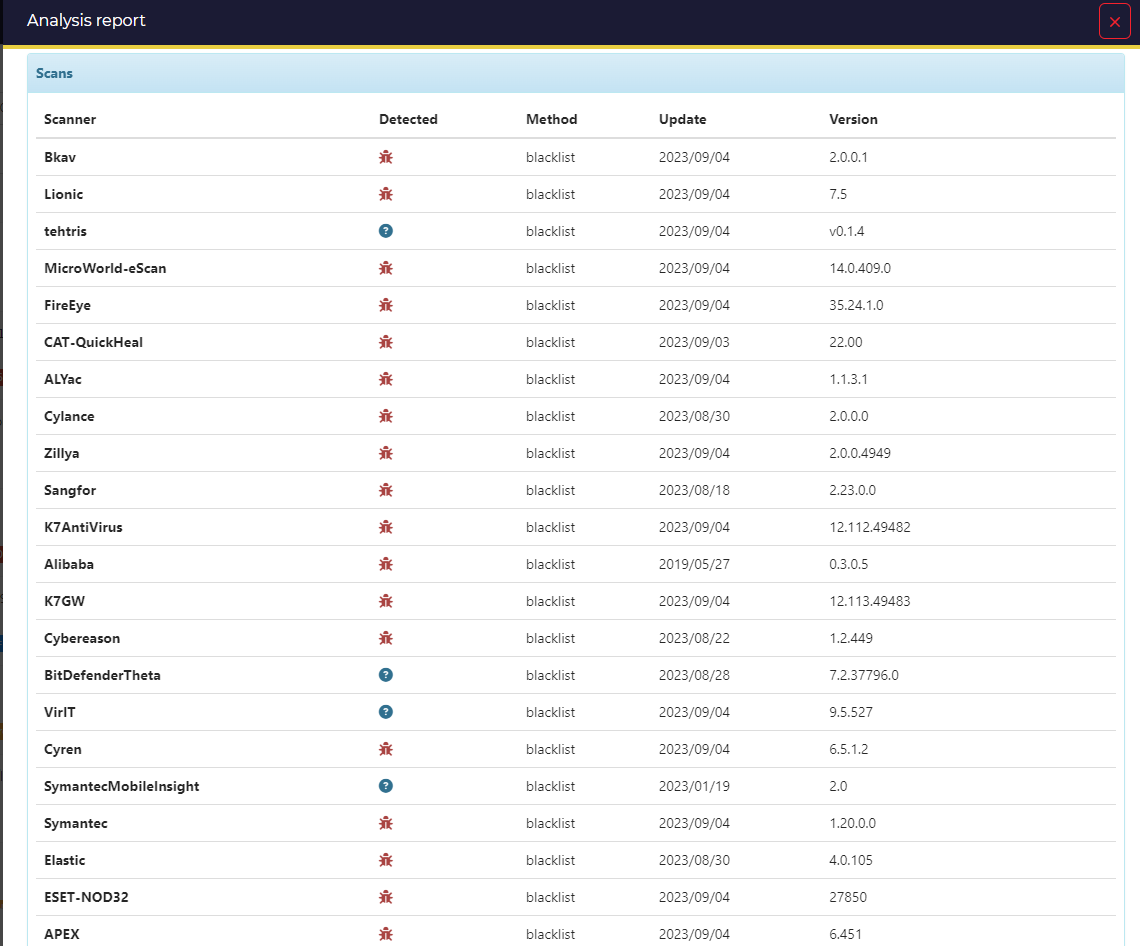 Analysis report
Scans
Scanner Detected Method Update Version
Bkav blacklist 2023/09/04 2.0.0.1
Lionic blacklist 2023/09/04 7.5
tehtris ? blacklist 2023/09/04 v0.1.4
MicroWorld-eScan blacklist 2023/09/04 14.0.409.0
FireEye blacklist 2023/09/04 35.24.1.0
CAT-QuickHeal blacklist 2023/09/03 22.00
ALYac blacklist 2023/09/04 1.1.3.1
Cylance blacklist 2023/08/30 2.0.0.0
Zillya blacklist 2023/09/04 2.0.0.4949
Sangfor blacklist 2023/08/18 2.23.0.0
K7AntiVirus blacklist 2023/09/04 12.112.49482
Alibaba blacklist 2019/05/27 0.3.0.5
K7GW blacklist 2023/09/04 12.113.49483
Cybereason blacklist 2023/08/22 1.2.449
BitDefenderTheta ? blacklist 2023/08/28 7.2.37796.0
VirIT ? blacklist 2023/09/04 9.5.527
Cyren blacklist 2023/09/04 6.5.1.2
SymantecMobileInsight ? blacklist 2023/01/19 2.0
Symantec blacklist 2023/09/04 1.20.0.0
Elastic blacklist 2023/08/30 4.0.105
ESET-NOD32 blacklist 2023/09/04 27850
APEX blacklist 2023/09/04 6.451